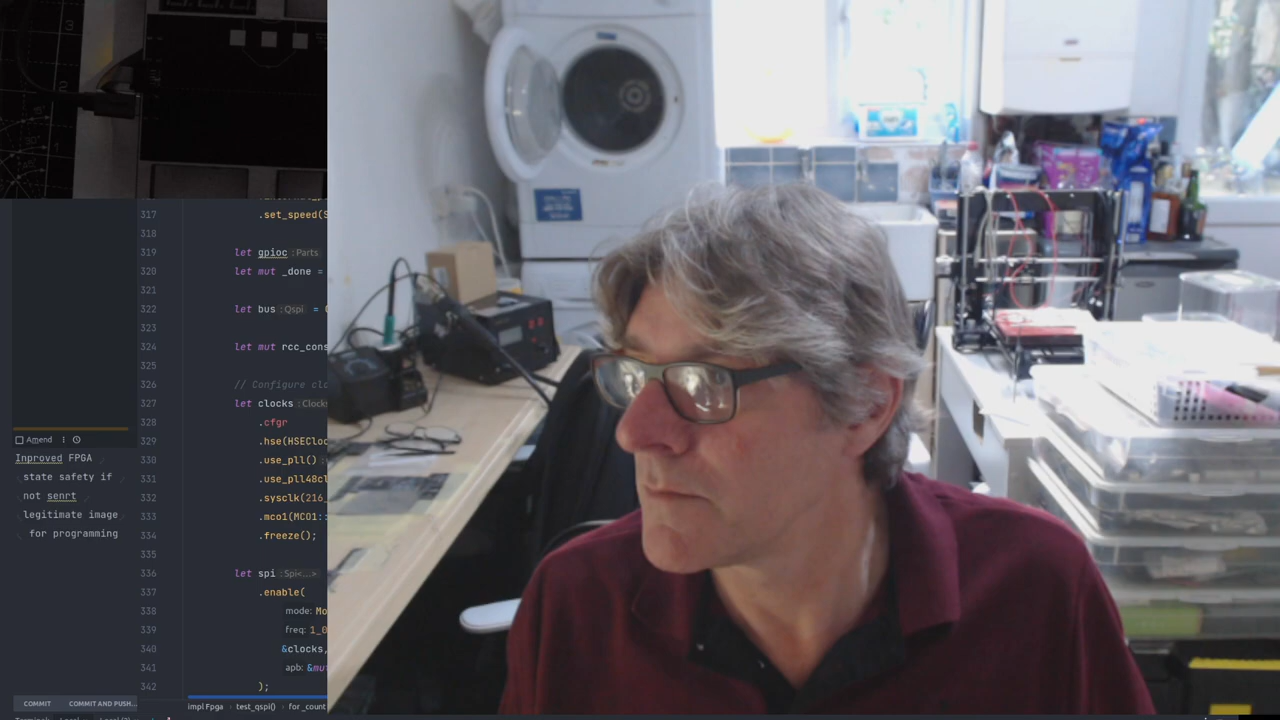 317 .set_speed(S
318
319 let gpioc : Parts
320 let mut _done =
321
322 let bus : Qspi =
323
324 let mut rcc_cons
325
326 // Configure clo
327 let clocks : Clock
328 .cfgr
329 .hse(HSEClo
330 .use_pll()
331 .use_pll48cl
332 .sysclk(216_
333 .mco1(MCO1::
334 .freeze();
335
336 let spi : Spi<...>
337 .enable(
338 mode: Mo
339 freq: 1_0
340 &clocks,
341 apb: &mu
342 );
Amend
Inproved FPGA
state safety if
not senrt
legitimate image
for programming
COMMIT COMMIT AND PUSH...
impl Fpga › test_qspi() › for_count